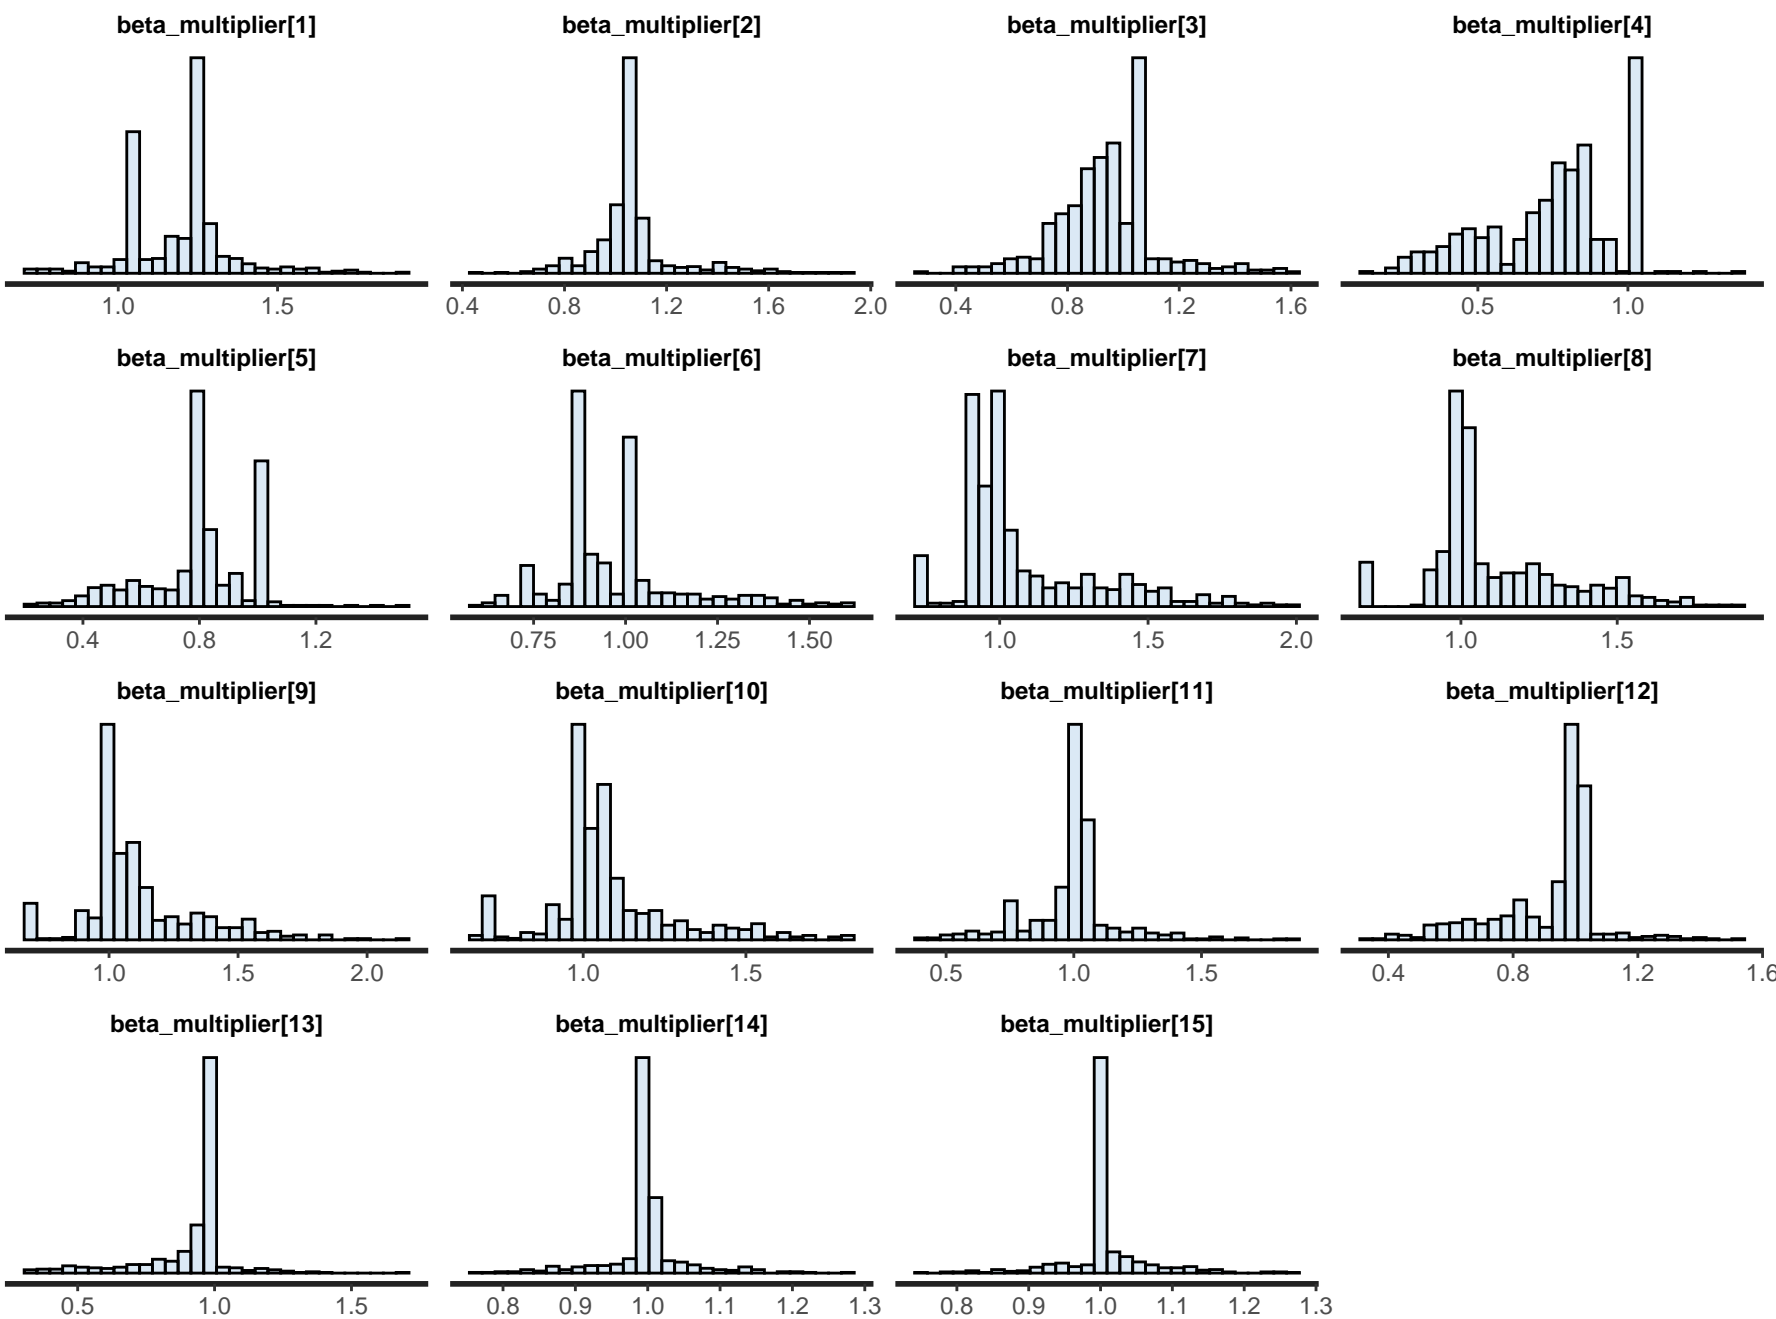 beta_multiplier[1] beta_multiplier[2] beta_multiplier[3] beta_multiplier[4]
1.0 1.5 0.4 0.8 1.2 1.6 2.0 0.4 0.8 1.2 1.6 0.5 1.0
beta_multiplier[5] beta_multiplier[6] beta_multiplier[7] beta_multiplier[8]
0.4 0.8 1.2 0.75 1.00 1.25 1.50 1.0 1.5 2.0 1.0 1.5
beta_multiplier[9] beta_multiplier[10] beta_multiplier[11] beta_multiplier[12]
1.0 1.5 2.0 1.0 1.5 0.5 1.0 1.5 0.4 0.8 1.2 1.6
beta_multiplier[13] beta_multiplier[14] beta_multiplier[15]
0.5 1.0 1.5 0.8 0.9 1.0 1.1 1.2 1.3 0.8 0.9 1.0 1.1 1.2 1.3